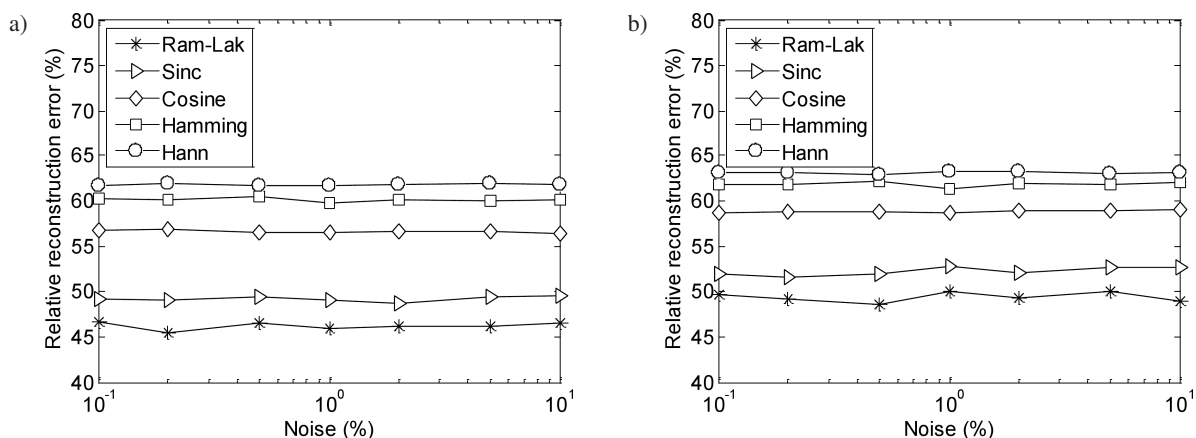 a)
Relative reconstruction error (%)
80
75
70
65
60
55
50
45
40
Ram-Lak
Sinc
Cosine
Hamming
Hann
10-1
100
101
Noise (%)
b)
Relative reconstruction error (%)
80
75
70
65
60
55
50
45
40
Ram-Lak
Sinc
Cosine
Hamming
Hann
10-1
100
101
Noise (%)